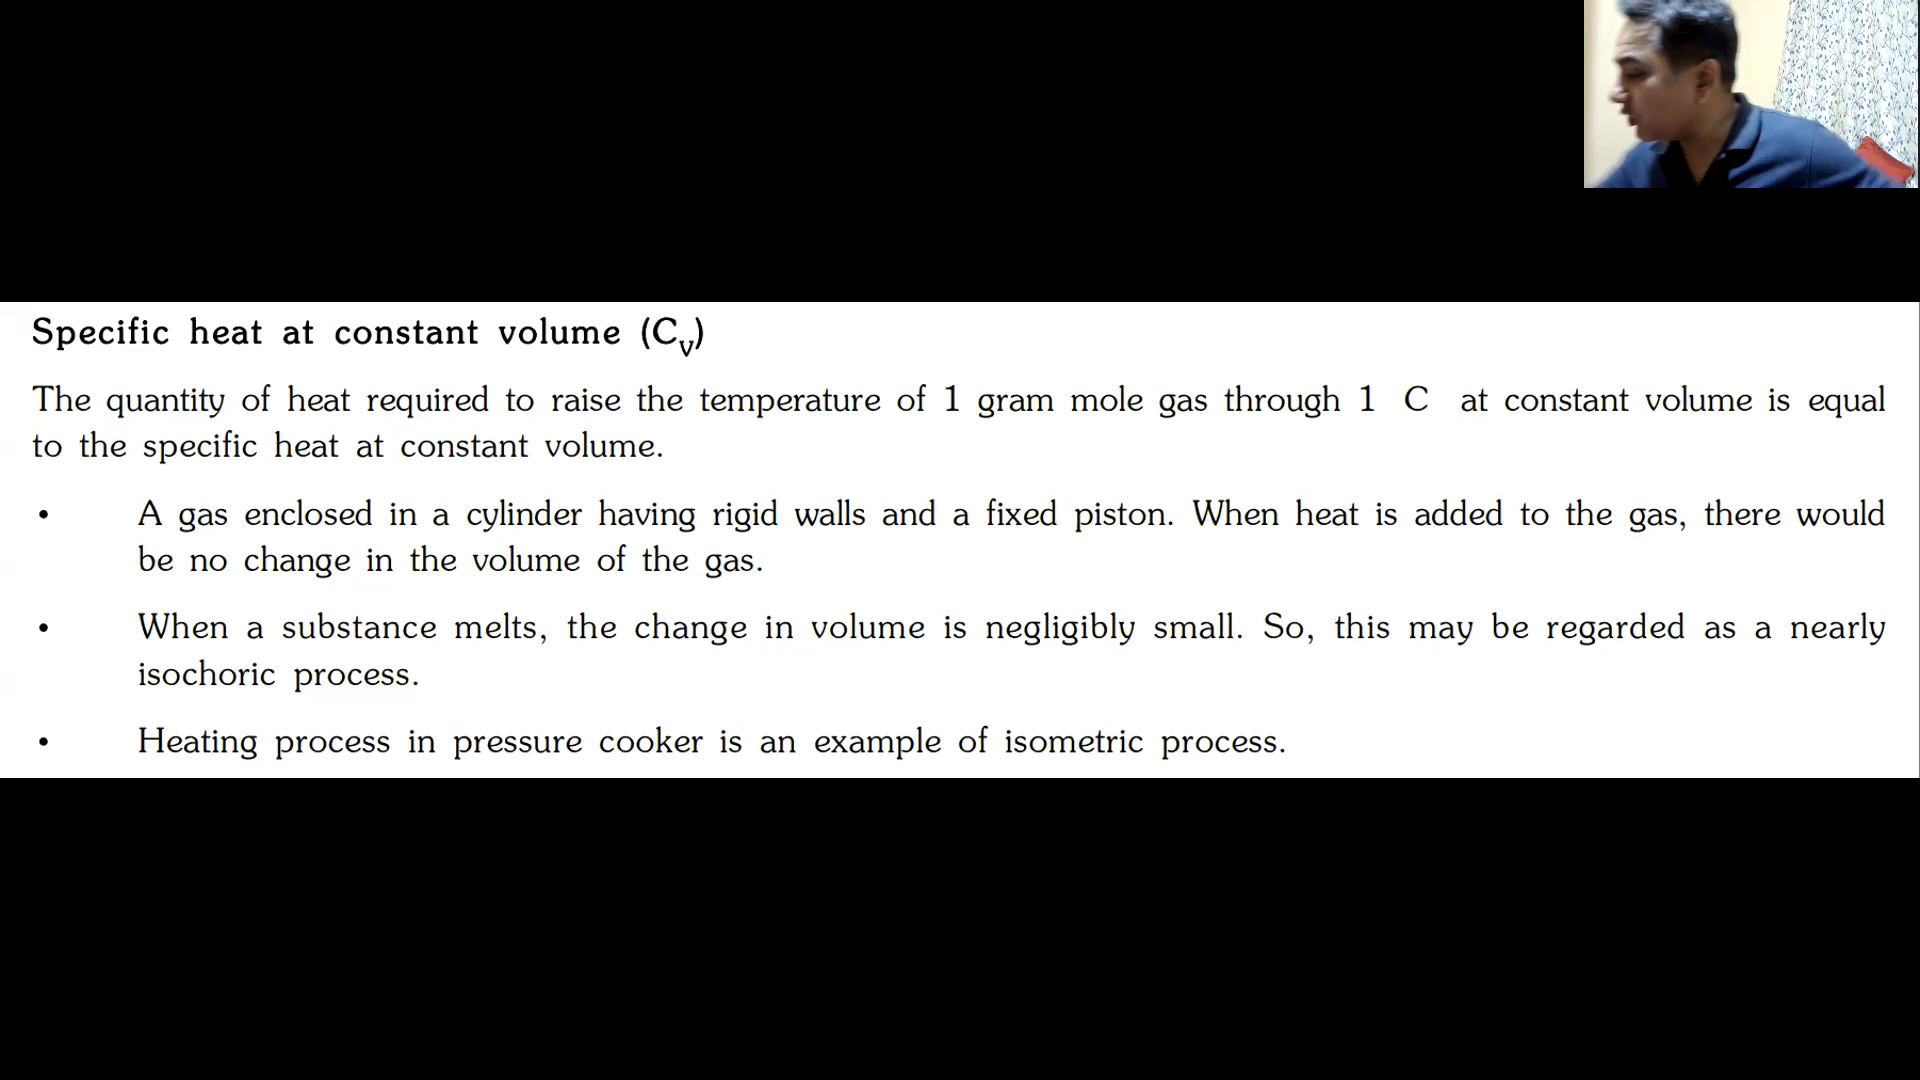 Specific heat at constant volume (Cv)
The quantity of heat required to raise the temperature of 1 gram mole gas through 1 C at constant volume is equal
to the specific heat at constant volume.
• A gas enclosed in a cylinder having rigid walls and a fixed piston. When heat is added to the gas, there would
be no change in the volume of the gas.
• When a substance melts, the change in volume is negligibly small. So, this may be regarded as a nearly
isochoric process.
• Heating process in pressure cooker is an example of isometric process.